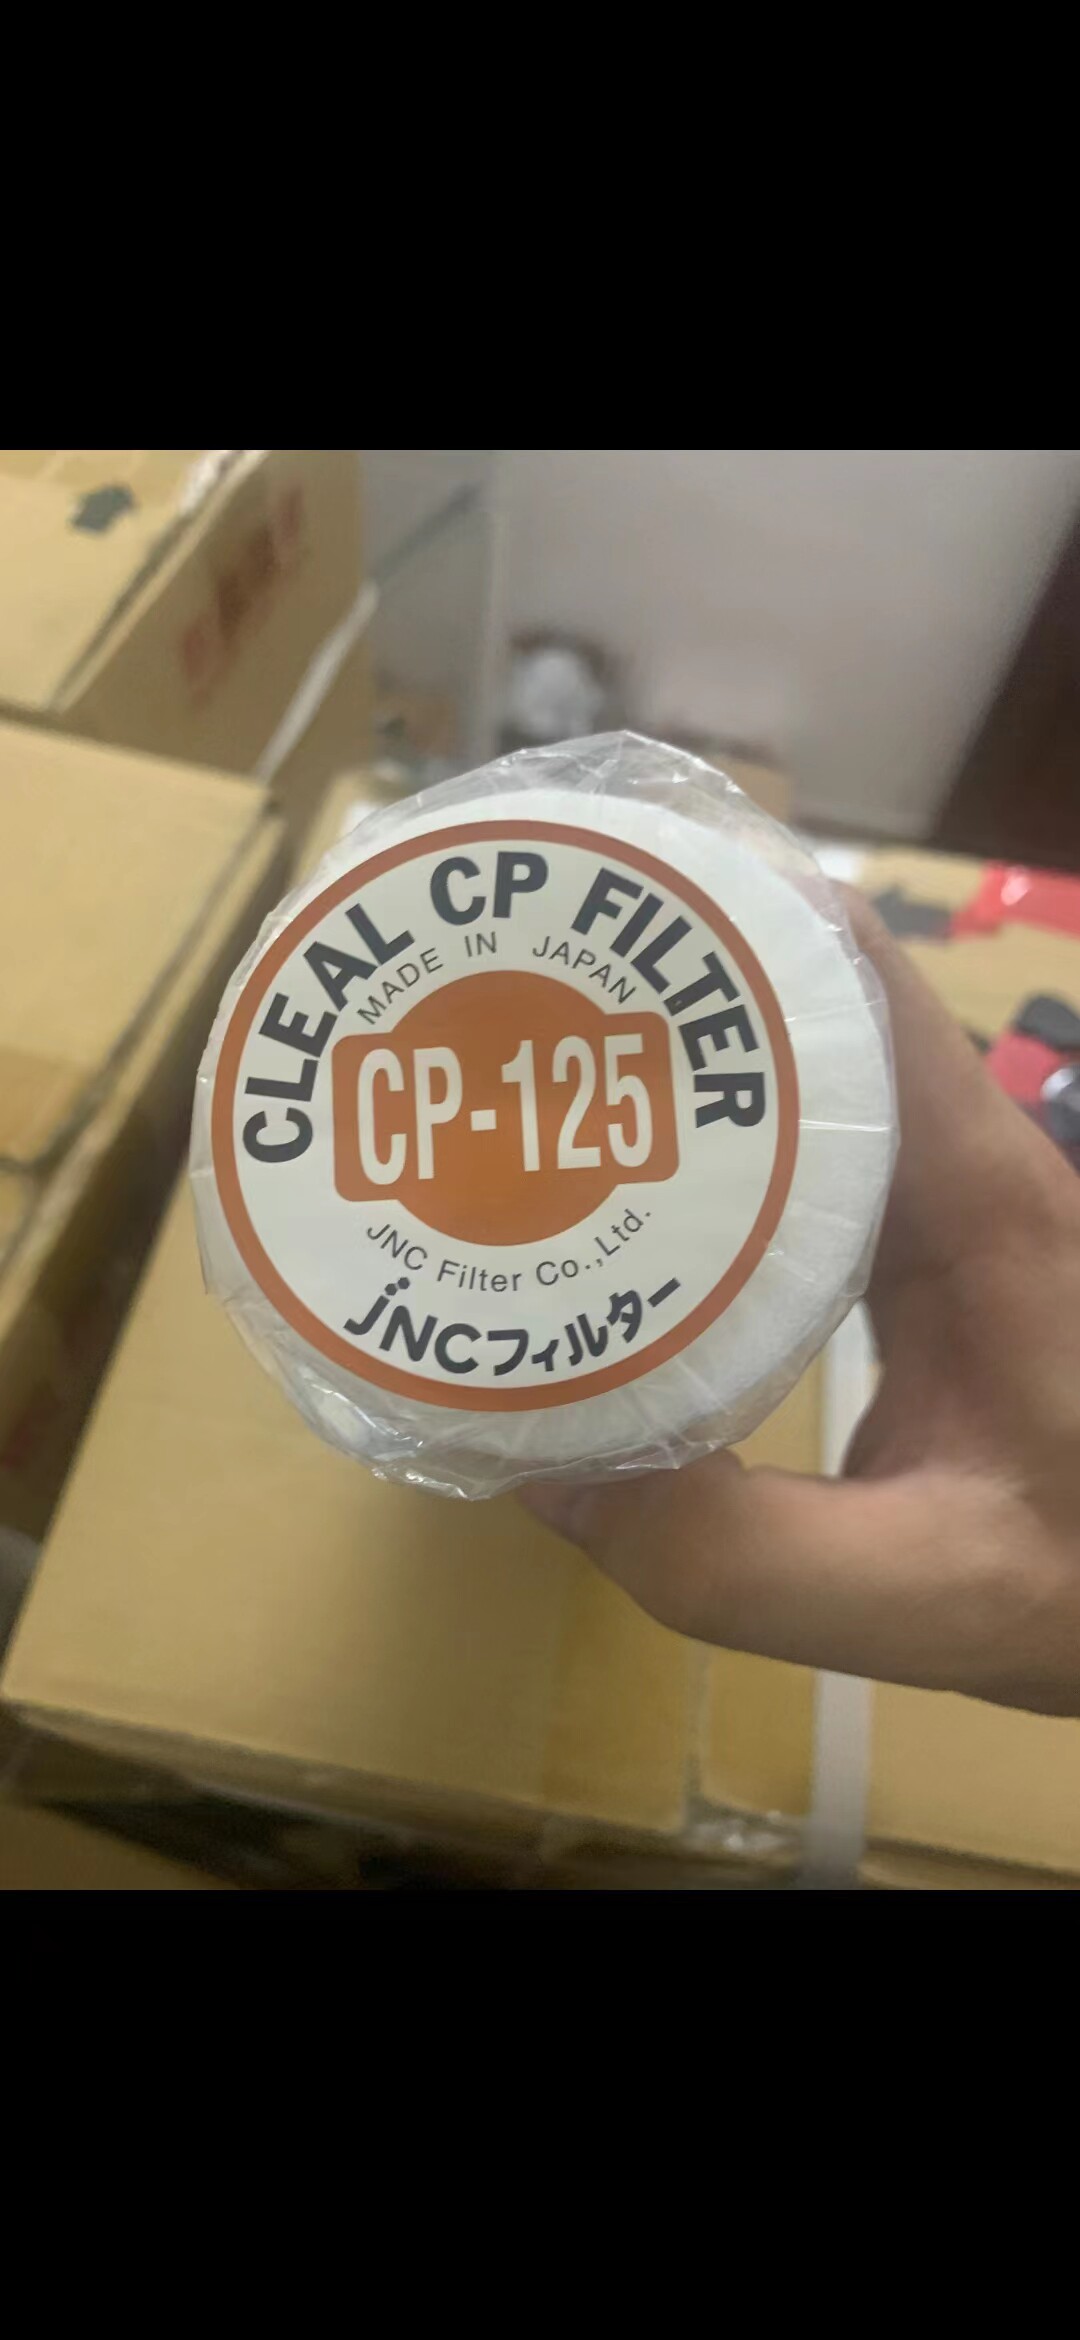 CLEAL CP FILTER
MADE IN JAPAN
CP-125
JNC Filter Co.,Ltd.
JNCフィルター